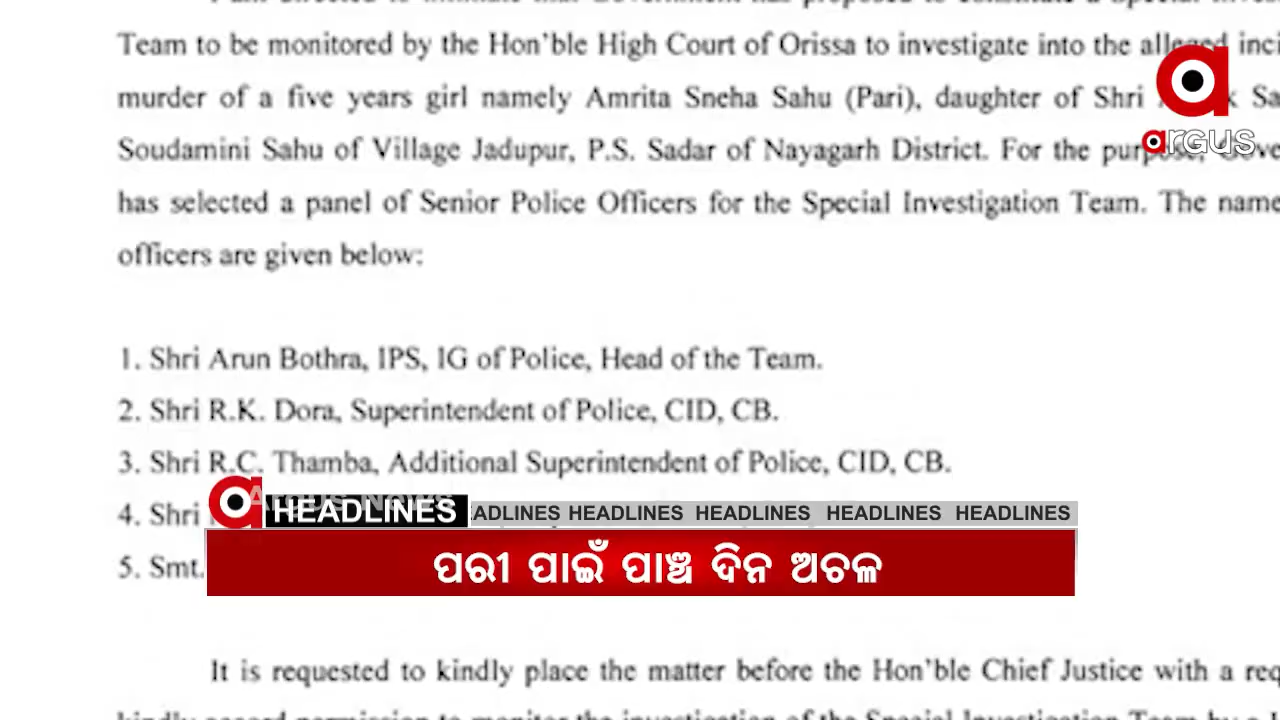 Team to be monitored by the Hon'ble High Court of Orissa to investigate into the alleged inci
murder of a five years girl namely Amrita Sneha Sahu (Pari), daughter of Shri
Soudamini Sahu of Village Jadupur, P.S. Sadar of Nayagarh District. For the purpose,
has selected a panel of Senior Police Officers for the Special Investigation Team. The name
officers are given below:
argus
1. Shri Arun Bothra, IPS, IG of Police, Head of the Team.
2. Shri R.K. Dora, Superintendent of Police, CID, CB.
3. Shri R.C. Thamba, Additional Superintendent of Police, CID, CB.
4. Shri
5. Smt.
HEADLINES EADLINES HEADLINES HEADLINES HEADLINES HEADLINES
ପରୀ ପାଇଁ ପାଞ୍ଚ ଦିନ ଅଚଳ
It is requested to kindly place the matter before the Hon'ble Chief Justice with a req